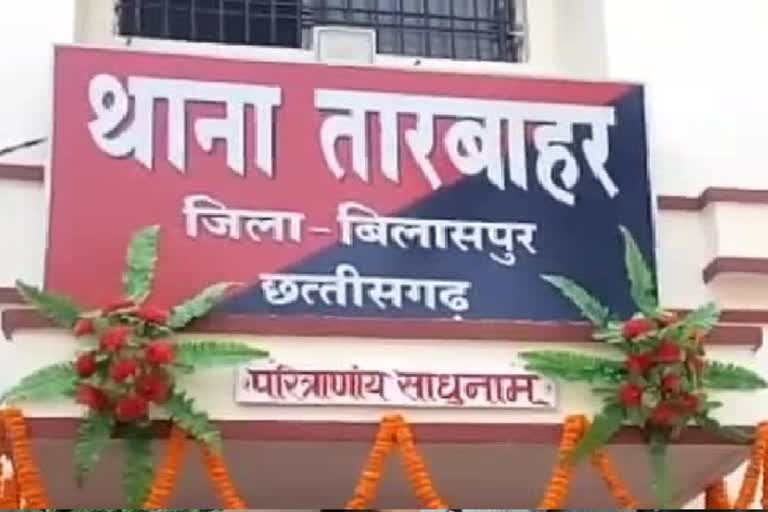 थाना तारबाहर
जिला - बिलासपुर
छत्तीसगढ़
परित्राणीय साधुनाम